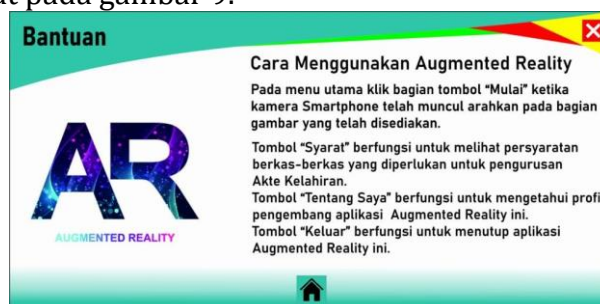 at pada gambar 9.
Bantuan
Cara Menggunakan Augmented Reality
Pada menu utama klik bagian tombol “Mulai” ketika
kamera Smartphone telah muncul arahkan pada bagian
gambar yang telah disediakan.
Tombol “Syarat” berfungsi untuk melihat persyaratan
berkas-berkas yang diperlukan untuk pengurusan
Akte Kelahiran.
Tombol “Tentang Saya” berfungsi untuk mengetahui profi
pengembang aplikasi Augmented Reality ini.
Tombol “Keluar” berfungsi untuk menutup aplikasi
Augmented Reality ini.
AR
AUGMENTED REALITY